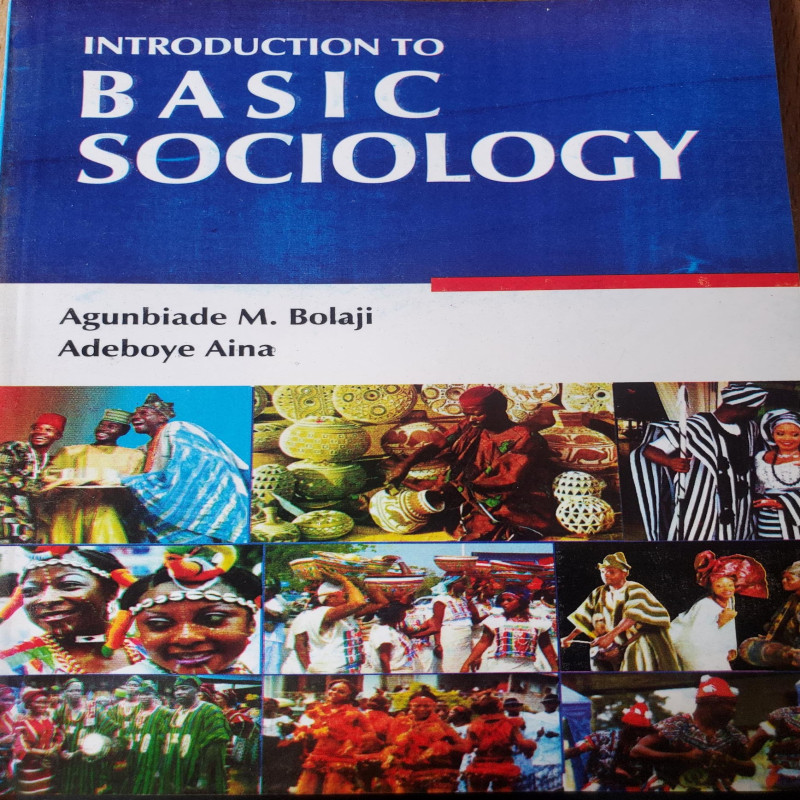 INTRODUCTION TO
BASIC
SOCIOLOGY
Agunbiade M. Bolaji
Adeboye Aina